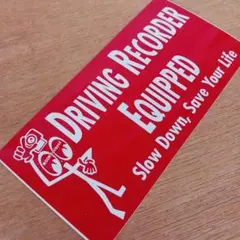 DRIVING RECORDER
EQUIPPED
Slow Down, Save Your Life